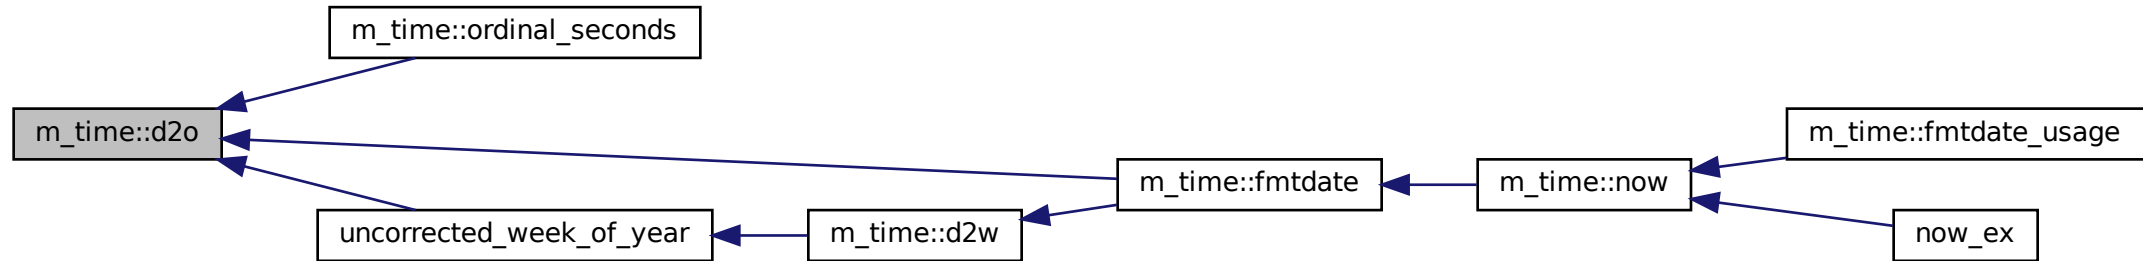 m_time::ordinal_seconds
m_time::d2o
m_time::fmtdate_usage
m_time::fmtdate
m_time::now
uncorrected_week_of_year
m_time::d2w
now_ex